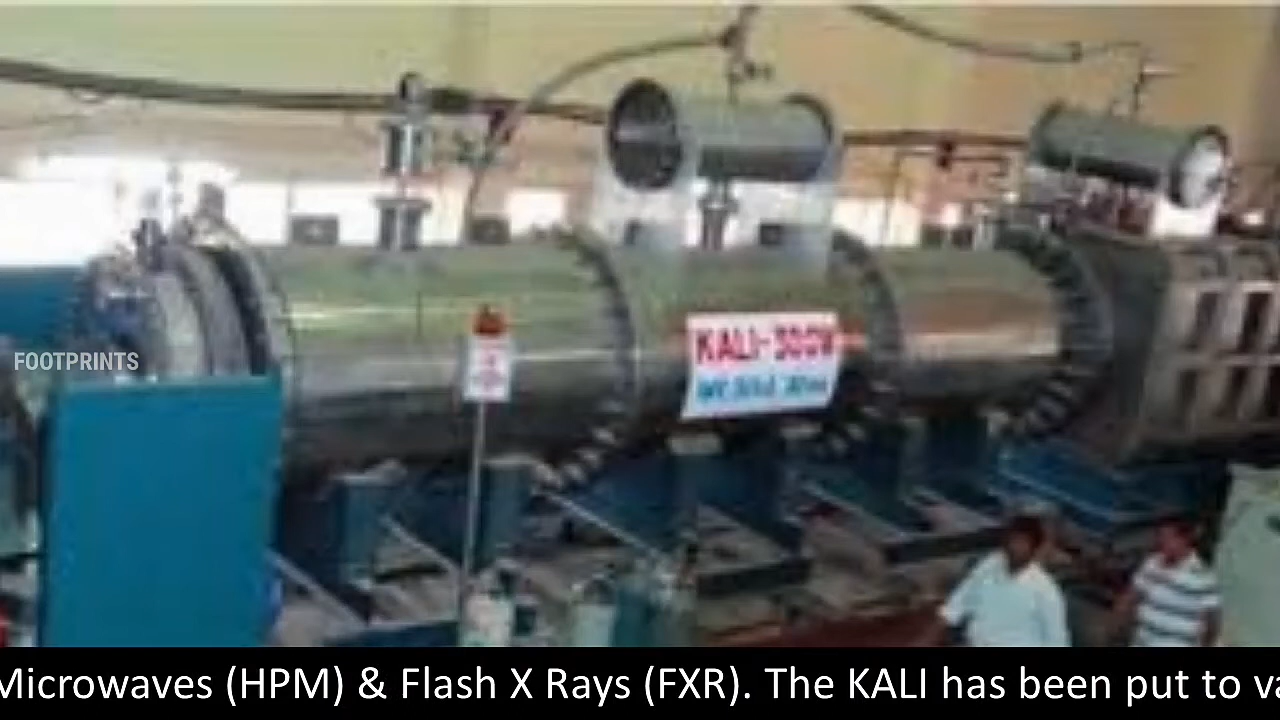 KALI-
FOOTPRINTS
Microwaves (HPM) & Flash X Rays (FXR). The KALI has been put to